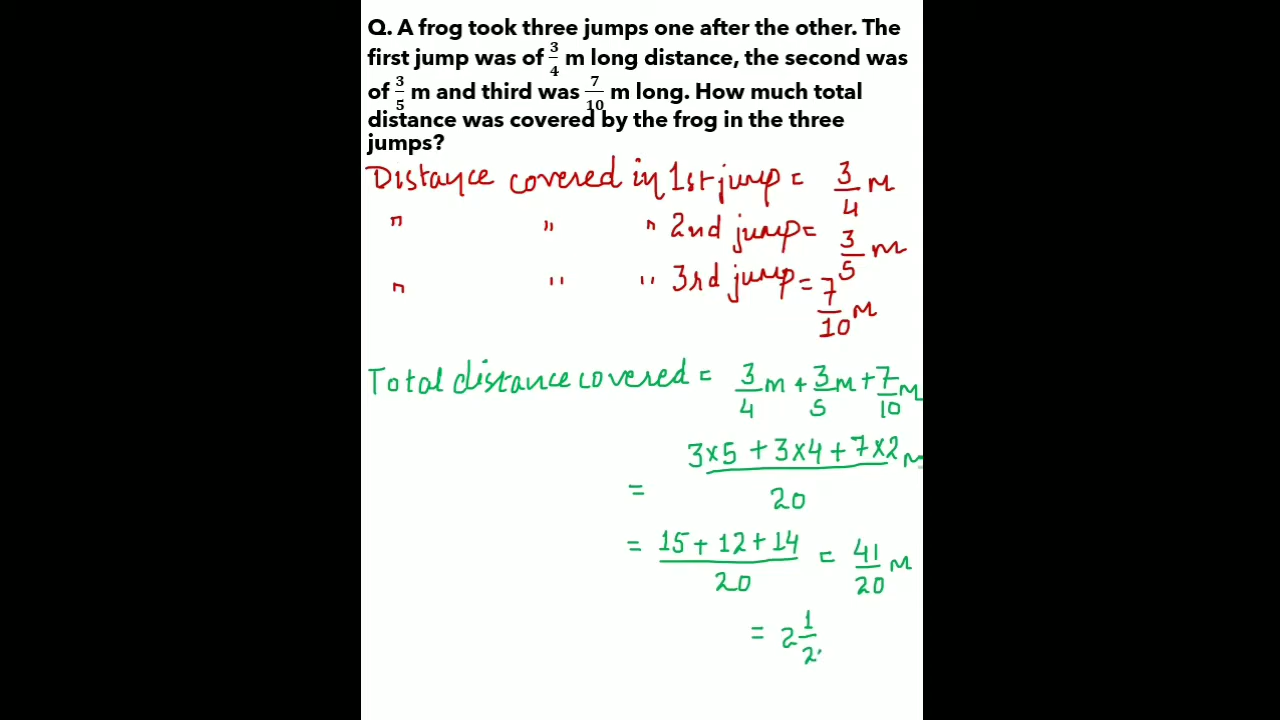 Q. A frog took three jumps one after the other. The
first jump was of 3/4 m long distance, the second was
of 3/5 m and third was 7/10 m long. How much total
distance was covered by the frog in the three
jumps?
Distance covered in 1st jump = 3/4 m
" " " 2nd jump = 3/5 m
" " " 3rd jump = 7/10 m
Total distance covered = 3/4 m + 3/5 m + 7/10 m
= 3×5 + 3×4 + 7×2 / 20 m
= 15 + 12 + 14 / 20 = 41/20 m
= 2 1/2